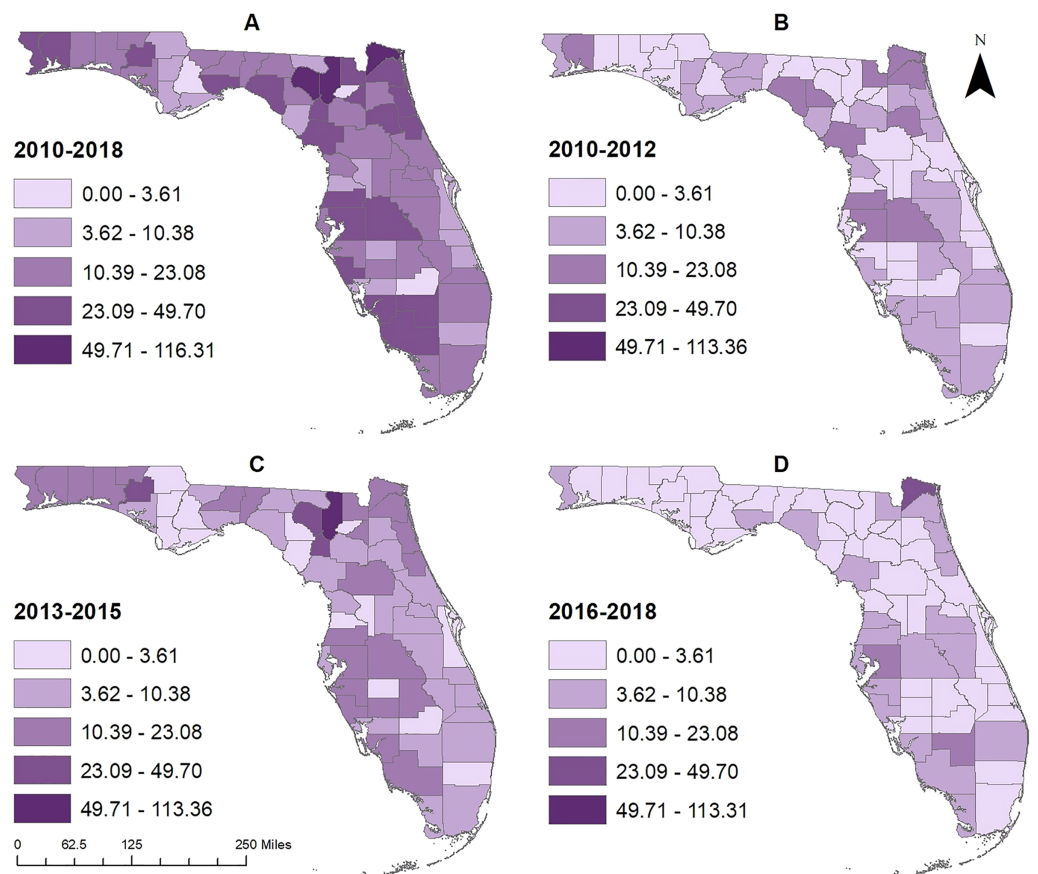 A
2010-2018
0.00 - 3.61
3.62 - 10.38
10.39 - 23.08
23.09 - 49.70
49.71 - 116.31
B
N
2010-2012
0.00 - 3.61
3.62 - 10.38
10.39 - 23.08
23.09 - 49.70
49.71 - 113.36
C
2013-2015
0.00 - 3.61
3.62 - 10.38
10.39 - 23.08
23.09 - 49.70
49.71 - 113.36
0 62.5 125 250 Miles
D
2016-2018
0.00 - 3.61
3.62 - 10.38
10.39 - 23.08
23.09 - 49.70
49.71 - 113.31